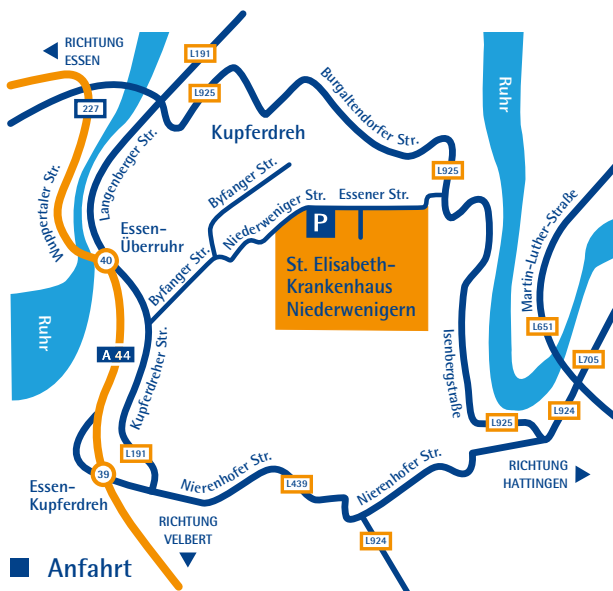 RICHTUNG
ESSEN
L191
227
L925
Burgaltendorfer Str.
Ruhr
Kupferdreh
Langenberger Str.
Wuppertaler Str.
L925
Byfanger Str.
Niederweniger Str.
Essener Str.
P
Martin-Luther-Straße
Essen-
Überruhr
40
Byfanger Str.
St. Elisabeth-
Krankenhaus
Niederwenigern
Ruhr
A 44
Kupferdreher Str.
Isenbergstraße
L651
L705
L924
L925
L191
39
Essen-
Kupferdreh
Nierenhofer Str.
L439
Nierenhofer Str.
RICHTUNG
HATTINGEN
RICHTUNG
VELBERT
L924
Anfahrt